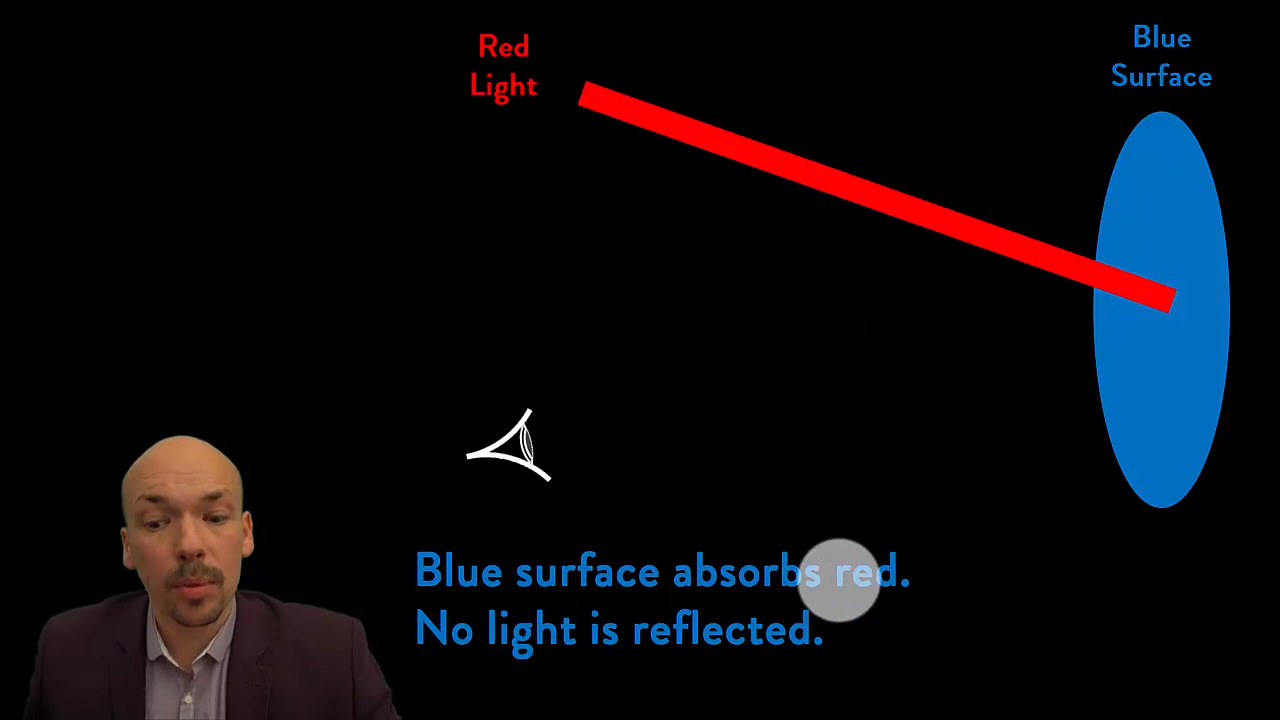 Red
Light
Blue
Surface
Blue surface absorbs red.
No light is reflected.